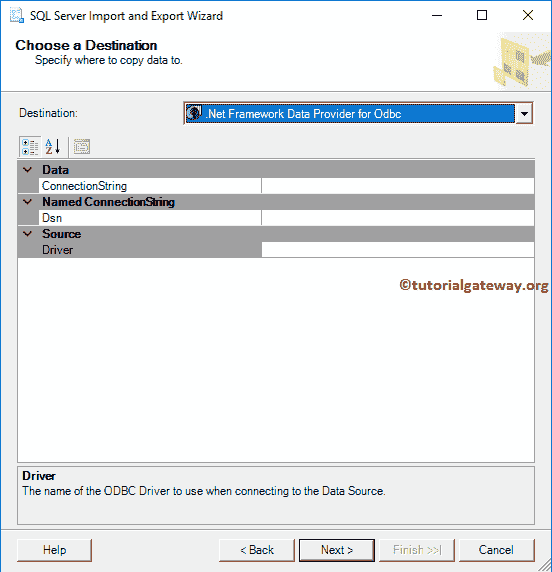 SQL Server Import and Export Wizard
Choose a Destination
Specify where to copy data to.
Destination:
.Net Framework Data Provider for Odbc
Data
ConnectionString
Named ConnectionString
Dsn
Source
Driver
©tutorialgateway.org
Driver
The name of the ODBC Driver to use when connecting to the Data Source.
Help
< Back
Next >
Finish >>|
Cancel